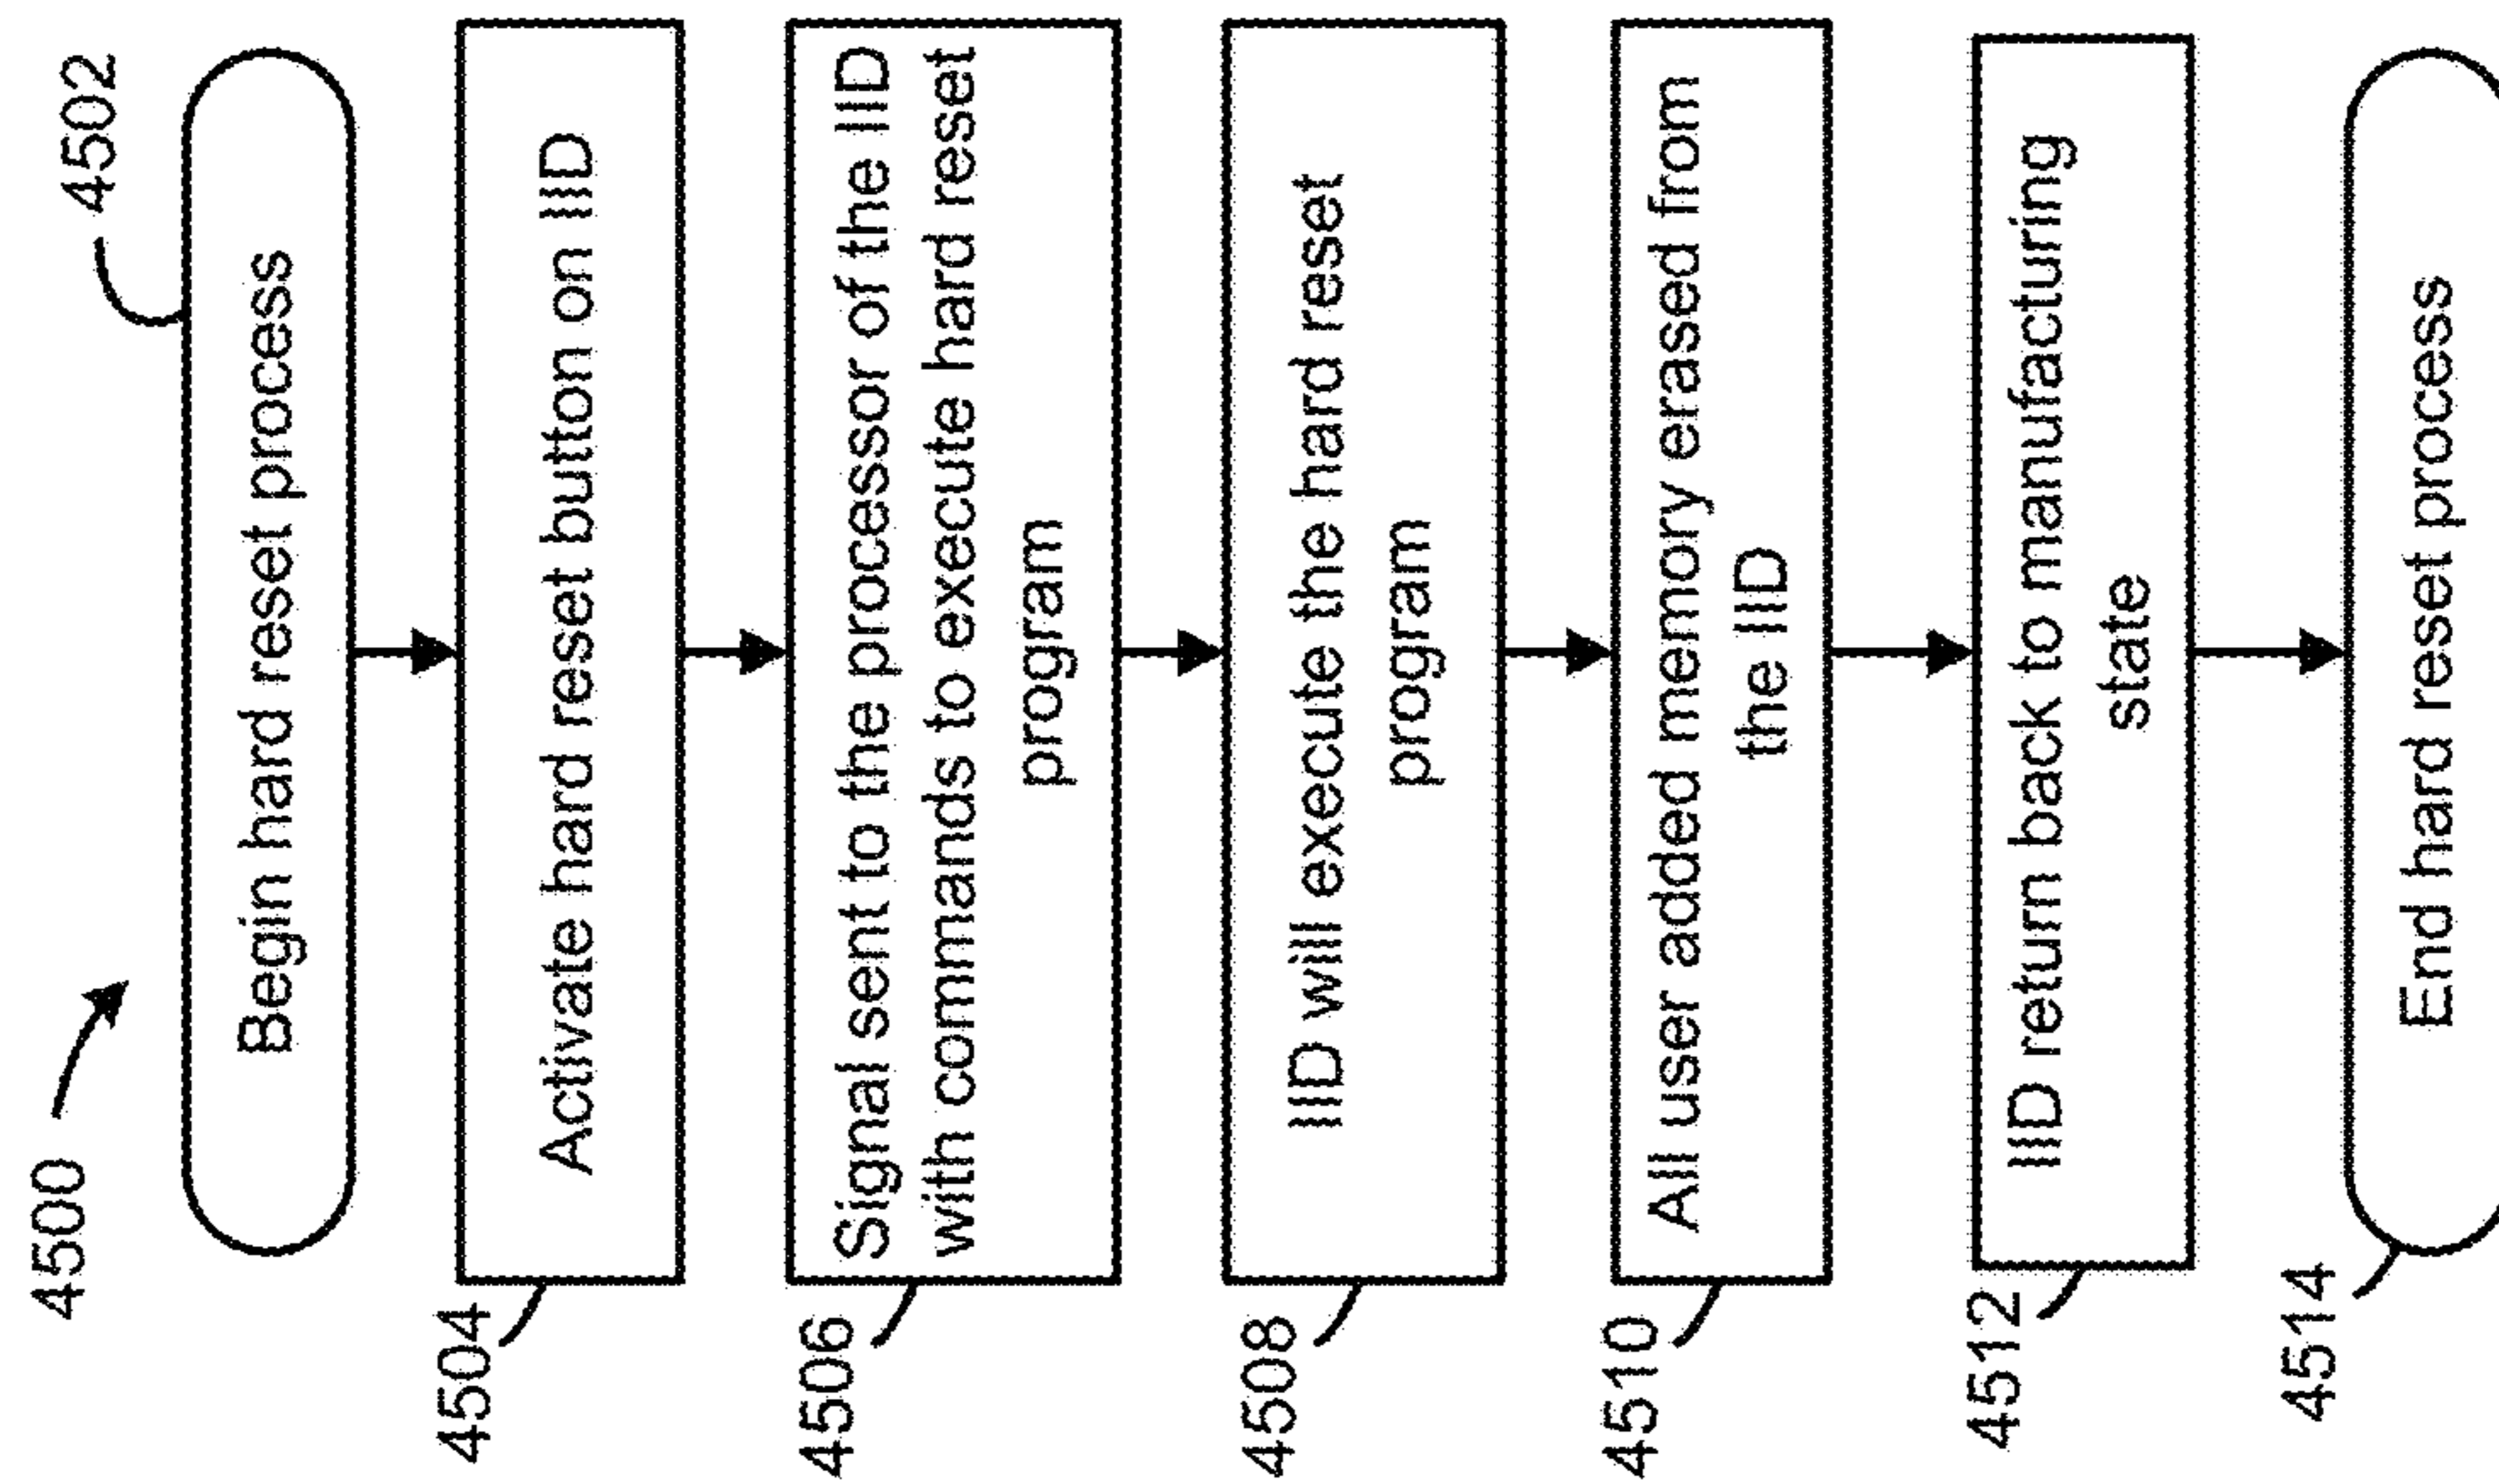 4500
4502
Begin hard reset process
4504
Activate hard reset button on IID
4506
Signal sent to the processor of the IID
with commands to execute hard reset
program
4508
IID will execute the hard reset
program
4510
All user added memory erased from
the IID
4512
IID return back to manufacturing
state
4514
End hard reset process